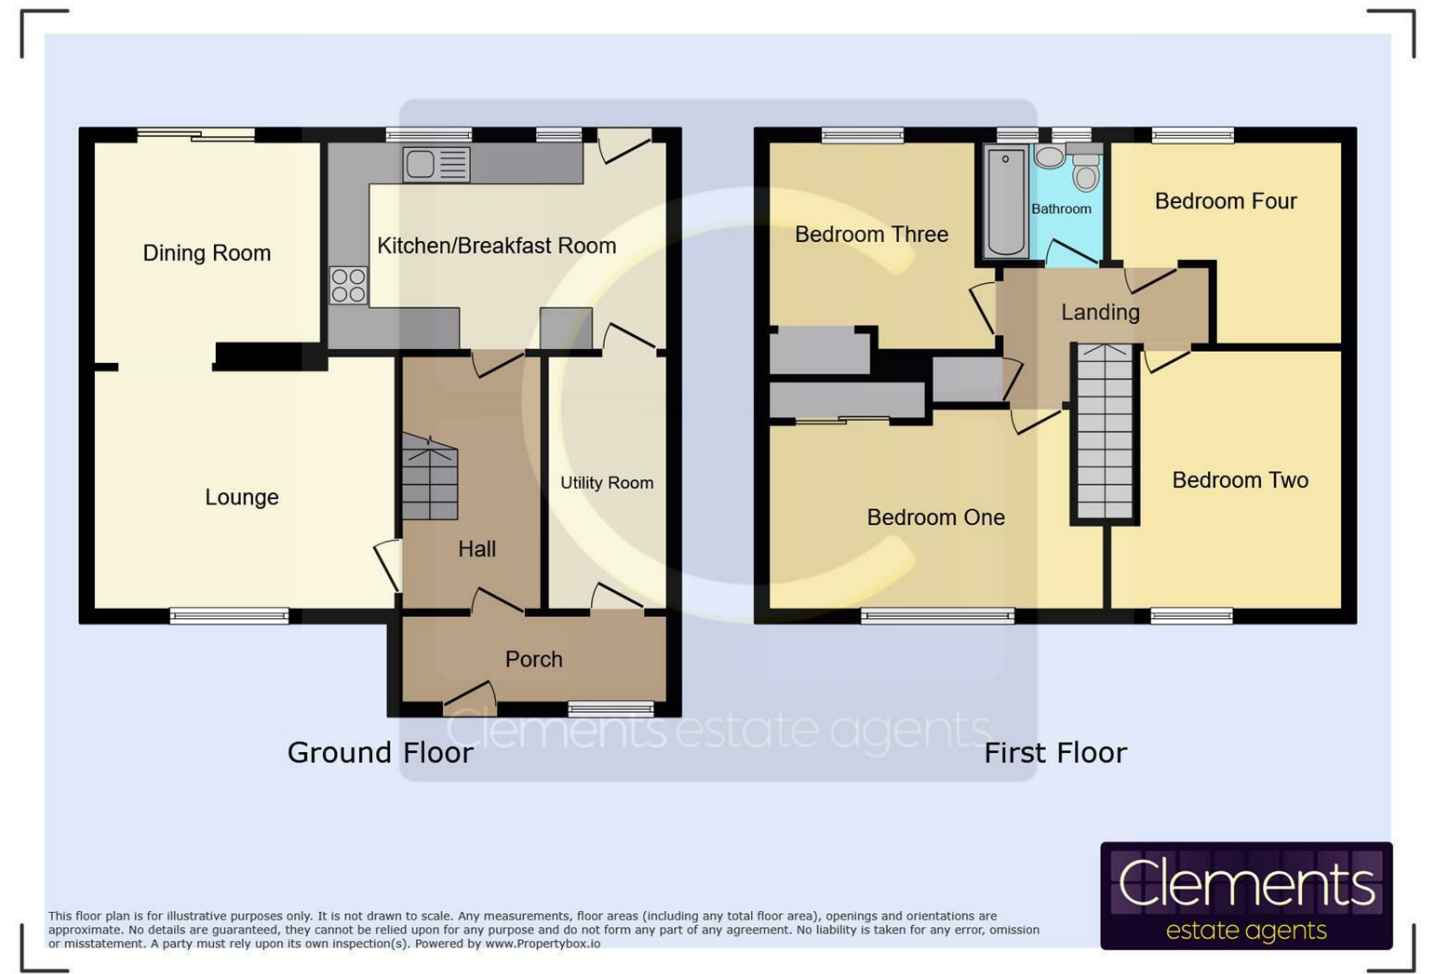 Dining Room
Kitchen/Breakfast Room
Lounge
Hall
Utility Room
Porch
Bedroom Three
Bathroom
Bedroom Four
Landing
Bedroom One
Bedroom Two
Clements estate agents
Ground Floor
First Floor
Clements
estate agents
This floor plan is for illustrative purposes only. It is not drawn to scale. Any measurements, floor areas (including any total floor area), openings and orientations are
approximate. No details are guaranteed, they cannot be relied upon for any purpose and do not form any part of any agreement. No liability is taken for any error, omission
or misstatement. A party must rely upon its own inspection(s). Powered by www.Propertybox.io